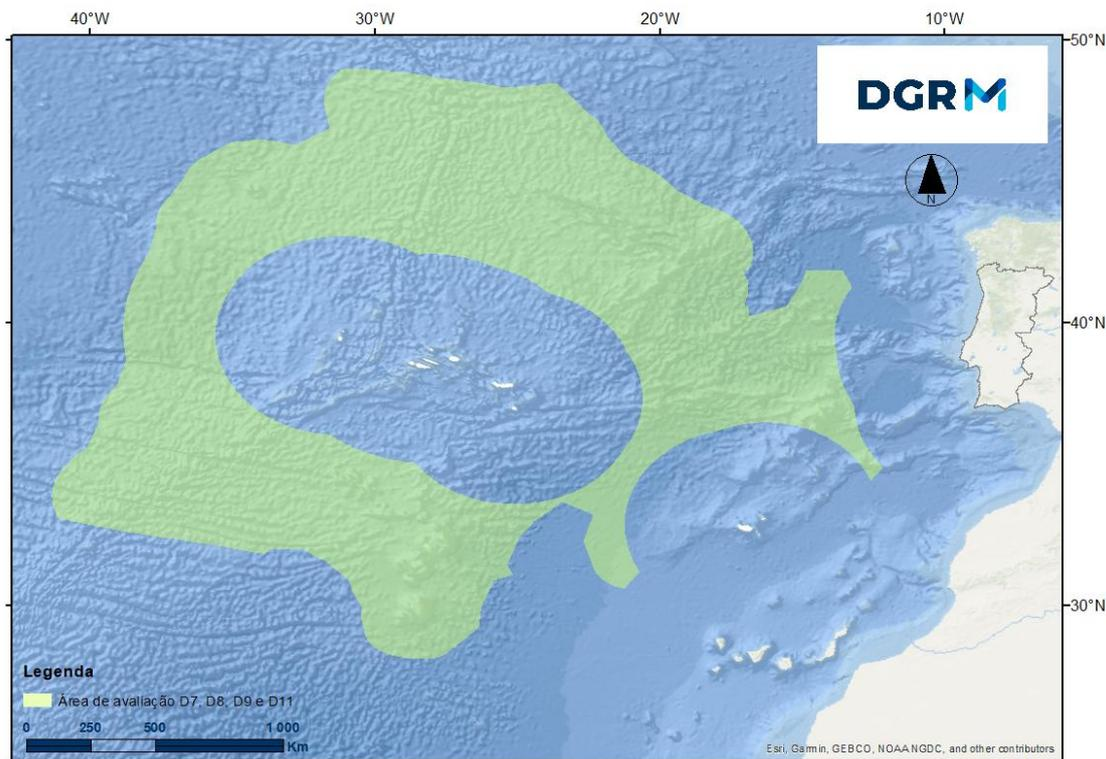 40°W 30°W 20°W 10°W
50°N
DGRM
N
40°N
30°N
Legenda
Área de avaliação D7, D8, D9 e D11
0 250 500 1 000
Km
Esri, Garmin, GEBCO, NOAA NGDC, and other contributors